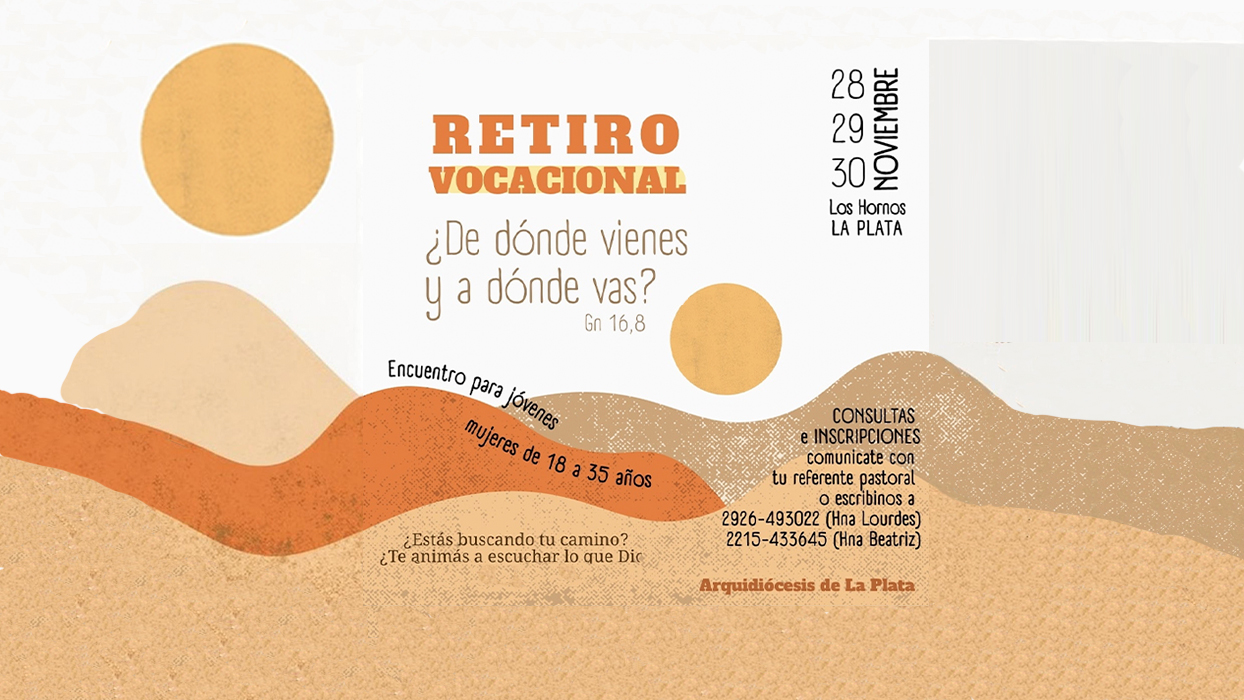 RETIRO
VOCACIONAL
¿De dónde vienes
y a dónde vas?
Gn 16,8
28
29
30
NOVIEMBRE
Los Hornos
LA PLATA
Encuentro para jóvenes
mujeres de 18 a 35 años
¿Estás buscando tu camino?
¿Te animás a escuchar lo que
CONSULTAS
e INSCRIPCIONES
comunicate con
tu referente pastoral
o escribinos a
2926-493022 (Hna Lourdes)
2215-433645 (Hna Beatriz)
Arquidiócesis de La Plata